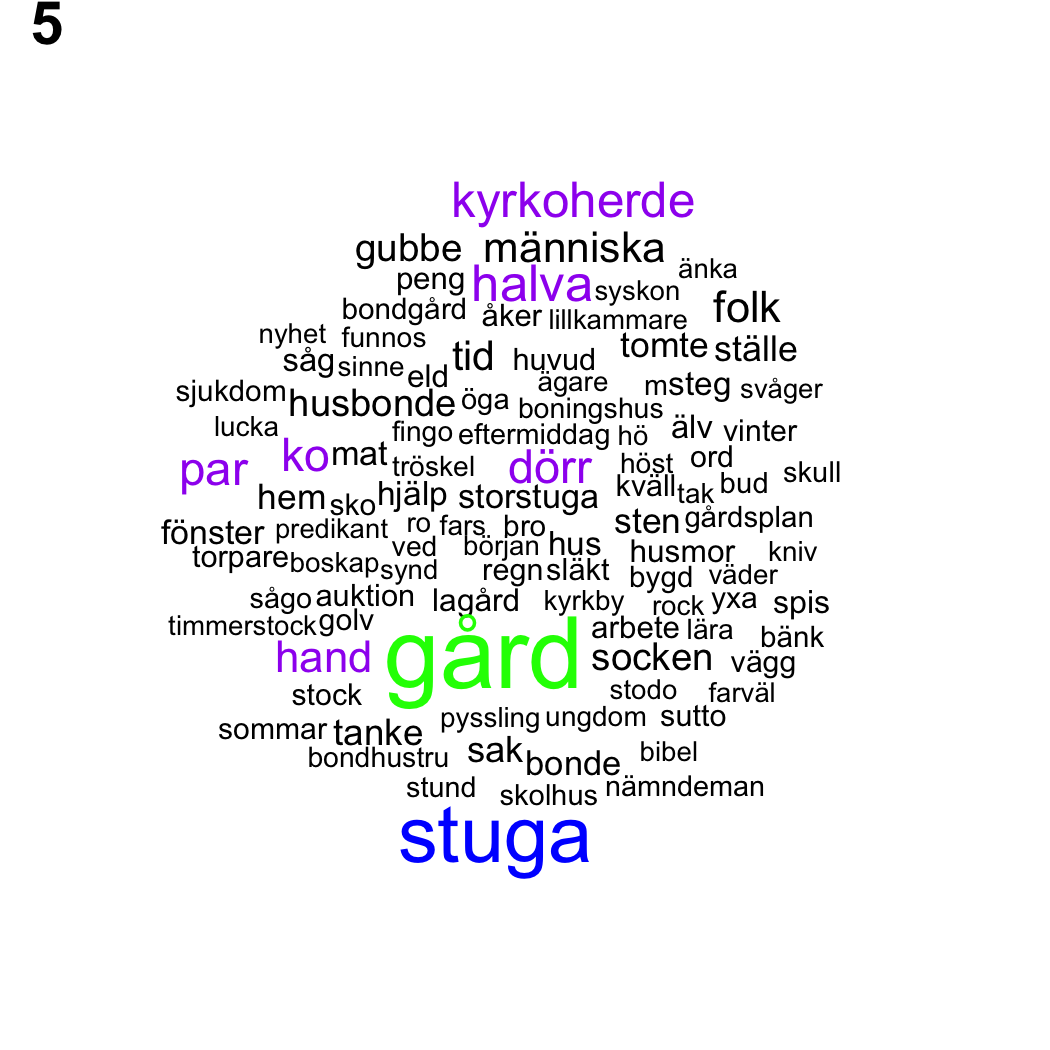 5
kyrkoherde
gubbe människa
peng halva syskon änka
bondgård åker lillkammare folk
nyhet funnos tid huvud tomte ställe
såg sinne eld ägare msteg svåger
sjukdom husbonde öga boningshus
lucka fingo eftermiddag hö älv vinter
par ko mat tröskel dörr höst ord skull
hem sko hjälp storstuga kväll tak bud
fönster predikant ro fars bro sten gårdsplan
torpare boskap ved början hus husmor kniv
synd regn släkt bygd väder
sågo auktion lagård kyrkby rock yxa spis
timmerstock golv gård arbete lära bänk
hand socken vägg
stock stodo farväl
sommar tanke pyssling ungdom sutto
bondhustru sak bonde bibel
stund skolhus nämndeman
stuga